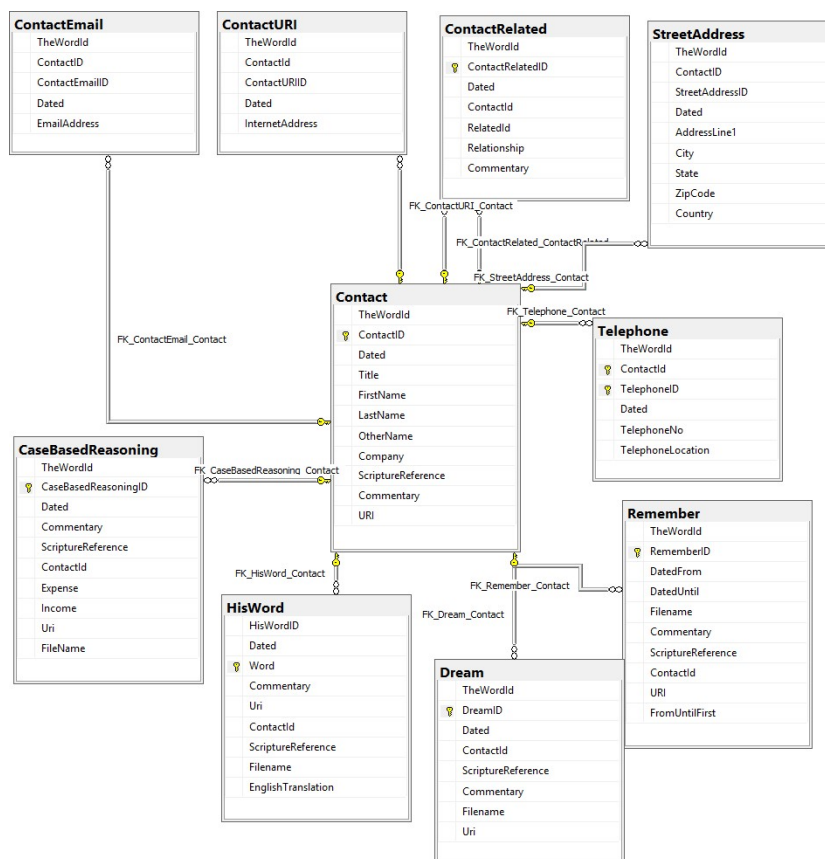 ContactEmail
TheWordId
ContactID
ContactEmailID
Dated
EmailAddress
ContactURI
TheWordId
ContactId
ContactURIID
Dated
InternetAddress
ContactRelated
TheWordId
ContactRelatedID
Dated
ContactId
RelatedId
Relationship
Commentary
StreetAddress
TheWordId
ContactID
StreetAddressID
Dated
AddressLine1
City
State
ZipCode
Country
FK_ContactURI_Contact
FK_ContactRelated_ContactRelated
FK_StreetAddress_Contact
FK_Telephone_Contact
FK_ContactEmail_Contact
Contact
TheWordId
ContactID
Dated
Title
FirstName
LastName
OtherName
Company
ScriptureReference
Commentary
URI
Telephone
TheWordId
ContactId
TelephoneID
Dated
TelephoneNo
TelephoneLocation
CaseBasedReasoning
TheWordId
CaseBasedReasoningID
Dated
Commentary
ScriptureReference
ContactId
Expense
Income
Uri
FileName
FK_CaseBasedReasoning_Contact
FK_HisWord_Contact
FK_Remember_Contact
FK_Dream_Contact
HisWord
HisWordID
Dated
Word
Commentary
Uri
ContactId
ScriptureReference
Filename
EnglishTranslation
Dream
TheWordId
DreamID
Dated
ContactId
ScriptureReference
Commentary
Filename
Uri
Remember
TheWordId
RememberID
DatedFrom
DatedUntil
Filename
Commentary
ScriptureReference
ContactId
URI
FromUntilFirst